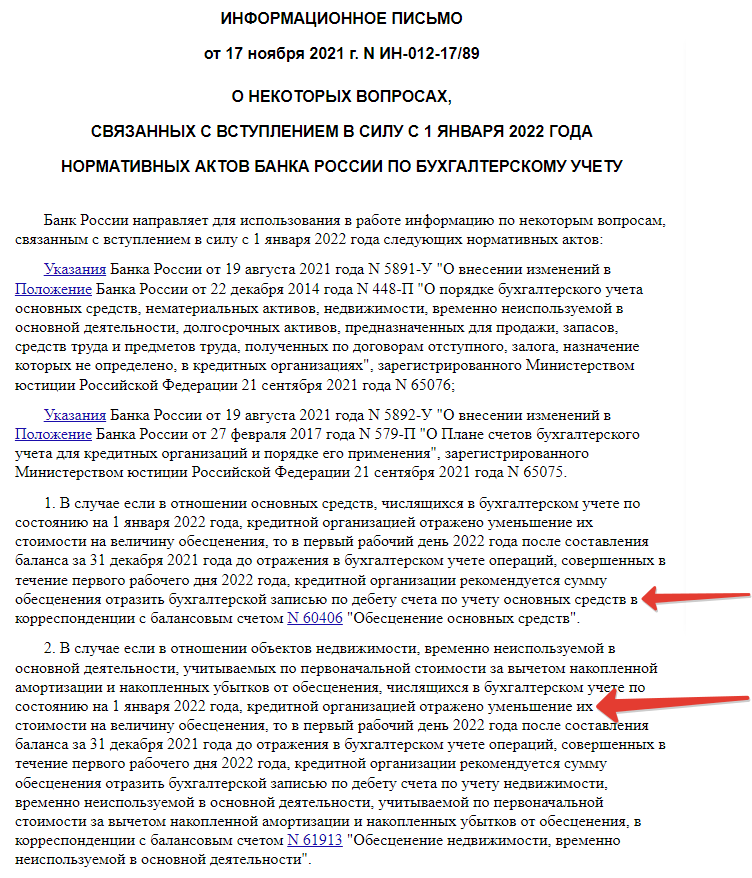 ИНФОРМАЦИОННОЕ ПИСЬМО
от 17 ноября 2021 г. N ИН-012-17/89
О НЕКОТОРЫХ ВОПРОСАХ,
СВЯЗАННЫХ С ВСТУПЛЕНИЕМ В СИЛУ С 1 ЯНВАРЯ 2022 ГОДА
НОРМАТИВНЫХ АКТОВ БАНКА РОССИИ ПО БУХГАЛТЕРСКОМУ УЧЕТУ
Банк России направляет для использования в работе информацию по некоторым вопросам,
связанным с вступлением в силу с 1 января 2022 года следующих нормативных актов:
Указания Банка России от 19 августа 2021 года N 5891-У "О внесении изменений в
Положение Банка России от 22 декабря 2014 года N 448-П "О порядке бухгалтерского учета
основных средств, нематериальных активов, недвижимости, временно неиспользуемой в
основной деятельности, долгосрочных активов, предназначенных для продажи, запасов,
средств труда и предметов труда, полученных по договорам отступного, залога, назначение
которых не определено, в кредитных организациях", зарегистрированного Министерством
юстиции Российской Федерации 21 сентября 2021 года N 65076;
Указания Банка России от 19 августа 2021 года N 5892-У "О внесении изменений в
Положение Банка России от 27 февраля 2017 года N 579-П "О Плане счетов бухгалтерского
учета для кредитных организаций и порядке его применения", зарегистрированного
Министерством юстиции Российской Федерации 21 сентября 2021 года N 65075.
1. В случае если в отношении основных средств, числящихся в бухгалтерском учете по
состоянию на 1 января 2022 года, кредитной организацией отражено уменьшение их
стоимости на величину обесценения, то в первый рабочий день 2022 года после составления
баланса за 31 декабря 2021 года до отражения в бухгалтерском учете операций, совершенных в
течение первого рабочего дня 2022 года, кредитной организации рекомендуется сумму
обесценения отразить бухгалтерской записью по дебету счета по учету основных средств в
корреспонденции с балансовым счетом N 60406 "Обесценение основных средств".
2. В случае если в отношении объектов недвижимости, временно неиспользуемой в
основной деятельности, учитываемых по первоначальной стоимости за вычетом накопленной
амортизации и накопленных убытков от обесценения, числящихся в бухгалтерском учете по
состоянию на 1 января 2022 года, кредитной организацией отражено уменьшение их
стоимости на величину обесценения, то в первый рабочий день 2022 года после составления
баланса за 31 декабря 2021 года до отражения в бухгалтерском учете операций, совершенных в
течение первого рабочего дня 2022 года, кредитной организации рекомендуется сумму
обесценения отразить бухгалтерской записью по дебету счета по учету недвижимости,
временно неиспользуемой в основной деятельности, учитываемой по первоначальной
стоимости за вычетом накопленной амортизации и накопленных убытков от обесценения, в
корреспонденции с балансовым счетом N 61913 "Обесценение недвижимости, временно
неиспользуемой в основной деятельности".